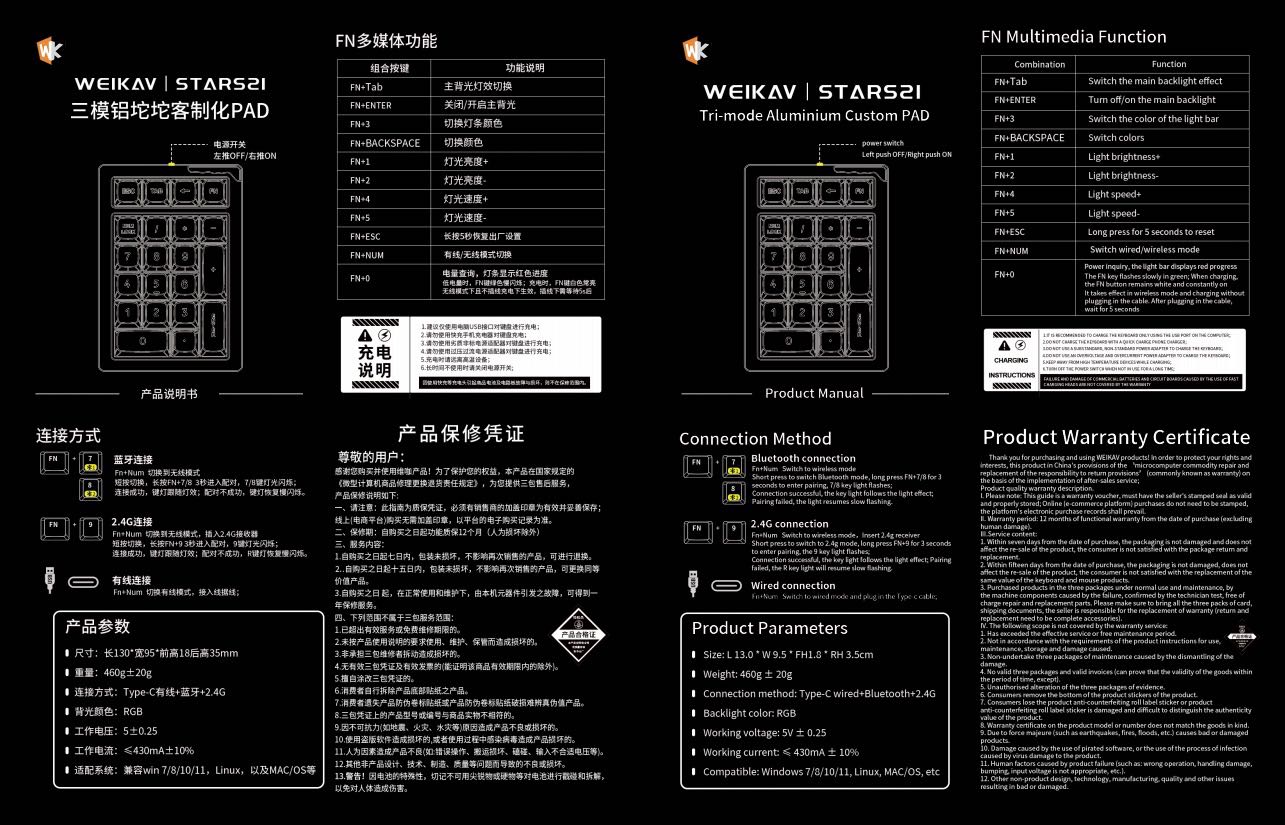 WK
WEIKAV | STARS21
三模铝坨坨客制化PAD
电源开关
左推OFF/右推ON
ESC TAB FN
NUM LOCK / * -
7 8 9
4 5 6 +
1 2 3
0 .
产品说明书
FN多媒体功能
组合按键 功能说明
FN+Tab 主背光灯效切换
FN+ENTER 关闭/开启主背光
FN+3 切换灯条颜色
FN+BACKSPACE 切换颜色
FN+1 灯光亮度+
FN+2 灯光亮度-
FN+4 灯光速度+
FN+5 灯光速度-
FN+ESC 长按5秒恢复出厂设置
FN+NUM 有线/无线模式切换
FN+0 电量查询，灯条显示红色进度
低电量时，FN键绿色慢闪烁；充电时，FN键白色常亮
无线模式下且不插线充电下生效，插线下需等待5s后
充电
说明
1.建议仅使用电脑USB接口对键盘进行充电；
2.请勿使用快充手机充电器对键盘充电；
3.请勿使用劣质非标电源适配器对键盘进行充电；
4.请勿使用过压过流电源适配器对键盘进行充电；
5.充电时请远离高温设备；
6.长时间不使用时请关闭电源开关；
因使用快充等充电头引起商品电池及电路板故障与损坏，则不在保修范围内。
WK
WEIKAV | STARS21
Tri-mode Aluminium Custom PAD
power switch
Left push OFF/Right push ON
ESC TAB FN
NUM LOCK / * -
7 8 9
4 5 6 +
1 2 3
0 .
Product Manual
FN Multimedia Function
Combination Function
FN+Tab Switch the main backlight effect
FN+ENTER Turn off/on the main backlight
FN+3 Switch the color of the light bar
FN+BACKSPACE Switch colors
FN+1 Light brightness+
FN+2 Light brightness-
FN+4 Light speed+
FN+5 Light speed-
FN+ESC Long press for 5 seconds to reset
FN+NUM Switch wired/wireless mode
FN+0 Power inquiry, the light bar displays red progress
The FN key flashes slowly in green; When charging,
the FN button remains white and constantly on
It takes effect in wireless mode and charging without
plugging in the cable. After plugging in the cable,
wait for 5 seconds
CHARGING
INSTRUCTIONS
1.IT IS RECOMMENDED TO CHARGE THE KEYBOARD ONLY USING THE USB PORT ON THE COMPUTER;
2.DO NOT CHARGE THE KEYBOARD WITH A QUICK CHARGE PHONE CHARGER;
3.DO NOT USE A SUBSTANDARD, NON-STANDARD POWER ADAPTER TO CHARGE THE KEYBOARD;
4.DO NOT USE AN OVERVOLTAGE AND OVERCURRENT POWER ADAPTER TO CHARGE THE KEYBOARD;
5.KEEP AWAY FROM HIGH TEMPERATURE DEVICES WHILE CHARGING;
6.TURN OFF THE POWER SWITCH WHEN NOT IN USE FOR A LONG TIME;
FAILURE AND DAMAGE OF COMMERCIAL BATTERIES AND CIRCUIT BOARDS CAUSED BY THE USE OF FAST
CHARGING HEADS ARE NOT COVERED BY THE WARRANTY
连接方式
FN + 7
8
蓝牙连接
Fn+Num 切换到无线模式
短按切换，长按FN+7/8 3秒进入配对，7/8键灯光闪烁；
连接成功，键灯跟随灯效；配对不成功，键灯恢复慢闪烁。
FN + 9
2.4G连接
Fn+Num 切换到无线模式，插入2.4G接收器
短按切换，长按FN+9 3秒进入配对，9键灯光闪烁；
连接成功，键灯跟随灯效；配对不成功，R键灯恢复慢闪烁。
有线连接
Fn+Num 切换有线模式，接入线揭线；
产品参数
尺寸：长130*宽95*前高18后高35mm
重量：460g±20g
连接方式：Type-C有线+蓝牙+2.4G
背光颜色：RGB
工作电压：5±0.25
工作电流：≤430mA±10%
适配系统：兼容win 7/8/10/11，Linux，以及MAC/OS等
产品保修凭证
尊敬的用户：
感谢您购买并使用维咖产品！为了保护您的权益，本产品在国家规定的
《微型计算机商品修理更换退货责任规定》，为您提供三包售后服务，
产品保修说明如下:
一、请注意：此指南为质保凭证，必须有销售商的加盖印章为有效并妥善保存；
线上(电商平台)购买无需加盖印章，以平台的电子购买记录为准。
二、保修期：自购买之日起功能质保12个月（人为损坏除外）
三、服务内容：
1.自购买之日起七日内，包装未损坏，不影响再次销售的产品，可进行退换。
2..自购买之日起十五日内，包装未损坏，不影响再次销售的产品，可更换同等
价值产品。
3.自购买之日 起，在正常使用和维护下，由本机元器件引发之故障，可得到一
年保修服务。
四、下列范围不属于三包服务范围：
1.已超出有效服务或免费维修期限的。
2.未按产品使用说明的要求使用、维护、保管而造成损坏的。
3.非承担三包维修者拆动造成损坏的。
4.无有效三包凭证及有效发票的(能证明该商品有效期限内的除外)。
5.擅自涂改三包凭证的。
6.消费者自行拆除产品底部贴纸之产品。
7.消费者遗失产品防伪卷标贴纸或产品防伪卷标贴纸破损难辨真伪值产品。
8.三包凭证上的产品型号或编号与商品实物不相符的。
9.因不可抗力(如地震、火灾、水灾等)原因造成产品不良或损坏的。
10.使用盗版软件造成损坏的,或者使用过程中感染病毒造成产品损坏的。
11.人为因素造成产品不良(如:错误操作、搬运损坏、磕碰、输入不合适电压等)。
12.其他非产品设计、技术、制造、质量等问题而导致的不良或损坏。
13.警告！因电池的特殊性，切记不可用尖锐物或硬物等对电池进行戳碰和拆解，
以免对人体造成伤害。
产品合格证
Connection Method
FN + 7
8
Bluetooth connection
Fn+Num Switch to wireless mode
Short press to switch Bluetooth mode, long press FN+7/8 for 3
seconds to enter pairing, 7/8 key light flashes;
Connection successful, the key light follows the light effect;
Pairing failed, the light resumes slow flashing.
FN + 9
2.4G connection
Fn+Num Switch to wireless mode，Insert 2.4g receiver
Short press to switch to 2.4g mode, long press FN+9 for 3 seconds
to enter pairing, the 9 key light flashes;
Connection successful, the key light follows the light effect; Pairing
failed, the R key light will resume slow flashing.
Wired connection
Fn+Num Switch to wired mode and plug in the Type-c cable;
Product Parameters
Size: L 13.0 * W 9.5 * FH1.8 * RH 3.5cm
Weight: 460g ± 20g
Connection method: Type-C wired+Bluetooth+2.4G
Backlight color: RGB
Working voltage: 5V ± 0.25
Working current: ≤ 430mA ± 10%
Compatible: Windows 7/8/10/11, Linux, MAC/OS, etc
Product Warranty Certificate
Thank you for purchasing and using WEIKAV products! In order to protect your rights and
interests, this product in China's provisions of the “microcomputer commodity repair and
replacement of the responsibility to return provisions” (commonly known as warranty) on
the basis of the implementation of after-sales service;
Product quality warranty description.
I. Please note: This guide is a warranty voucher, must have the seller's stamped seal as valid
and properly stored; Online (e-commerce platform) purchases do not need to be stamped,
the platform's electronic purchase records shall prevail.
II. Warranty period: 12 months of functional warranty from the date of purchase (excluding
human damage).
III.Service content:
1. Within seven days from the date of purchase, the packaging is not damaged and does not
affect the re-sale of the product, the consumer is not satisfied with the package return and
replacement.
2. Within fifteen days from the date of purchase, the packaging is not damaged, does not
affect the re-sale of the product, the consumer is not satisfied with the replacement of the
same value of the keyboard and mouse products.
3. Purchased products in the three packages under normal use and maintenance, by
the machine components caused by the failure, confirmed by the technician test, free of
charge repair and replacement parts. Please make sure to bring all the three packs of card,
shipping documents, the seller is responsible for the replacement of warranty (return and
replacement need to be complete accessories).
IV. The following scope is not covered by the warranty service:
1. Has exceeded the effective service or free maintenance period.
2. Not in accordance with the requirements of the product instructions for use,
maintenance, storage and damage caused.
3. Non-undertake three packages of maintenance caused by the dismantling of the
damage.
4. No valid three packages and valid invoices (can prove that the validity of the goods within
the period of time, except).
5. Unauthorised alteration of the three packages of evidence.
6. Consumers remove the bottom of the product stickers of the product.
7. Consumers lose the product anti-counterfeiting roll label sticker or product
anti-counterfeiting roll label sticker is damaged and difficult to distinguish the authenticity
value of the product.
8. Warranty certificate on the product model or number does not match the goods in kind.
9. Due to force majeure (such as earthquakes, fires, floods, etc.) causes bad or damaged
products.
10. Damage caused by the use of pirated software, or the use of the process of infection
caused by virus damage to the product.
11. Human factors caused by product failure (such as: wrong operation, handling damage,
bumping, input voltage is not appropriate, etc.).
12. Other non-product design, technology, manufacturing, quality and other issues
resulting in bad or damaged.
产品合格证